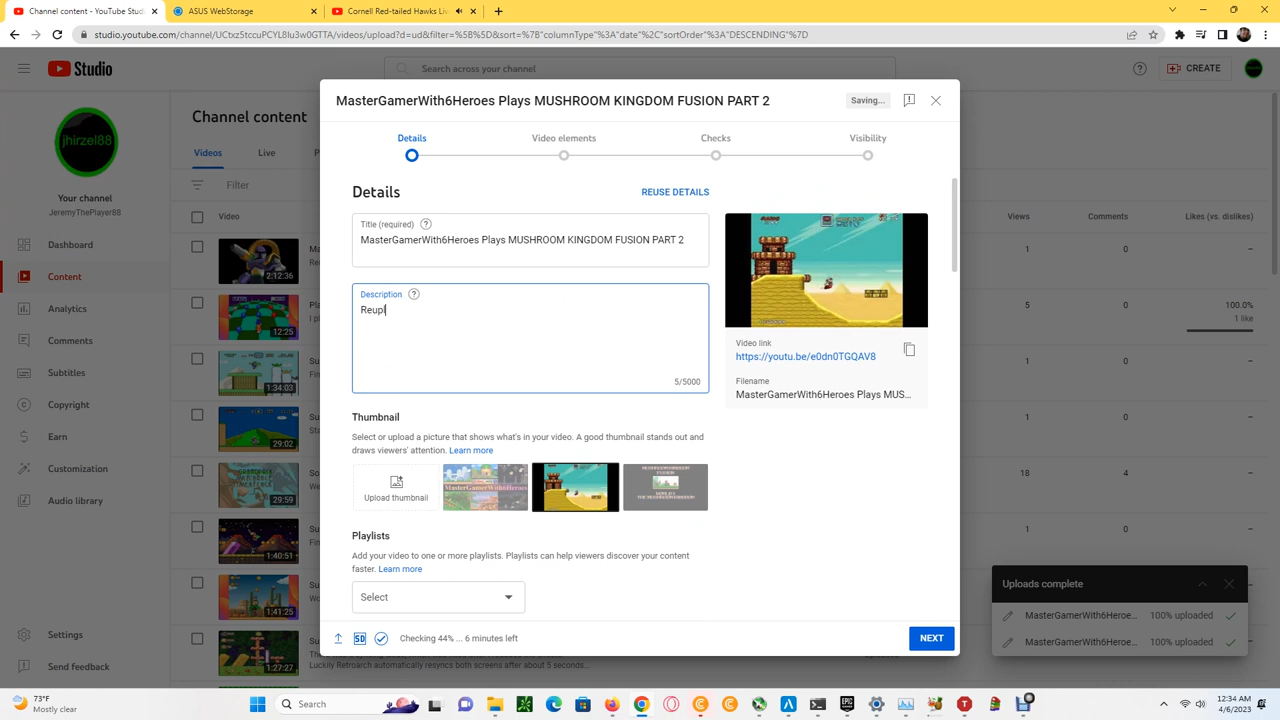 Channel content - YouTube Studio
ASUS WebStorage
Cornell Red-tailed Hawks Liv
studio.youtube.com/channel/UCtxz5tccuPCYL8Iu3w0GTTA/videos/upload?d=ud&filter=%5B%5D&sort=%7B"columnType"%3A"date"%2C"sortOrder"%3A"DESCENDING"%7D
Studio
Search across your channel
CREATE
jhirzel88
Your channel
JeremyThePlayer88
Dashboard
Content
Analytics
Comments
Subtitles
Copyright
Earn
Customization
Audio library
Settings
Send feedback
Channel content
Videos
Live
Filter
Video
Views
Comments
Likes (vs. dislikes)
2:12:36
1
0
12:25
5
0
100.0%
1 like
1:34:03
1
0
29:02
1
0
29:59
18
4
1:40:51
1
0
1:41:25
1:27:27
Luckily Retroarch automatically resyncs both screens after about 5 seconds...
MasterGamerWith6Heroes Plays MUSHROOM KINGDOM FUSION PART 2
Saving...
Details
Video elements
Checks
Visibility
Details
REUSE DETAILS
Title (required)
MasterGamerWith6Heroes Plays MUSHROOM KINGDOM FUSION PART 2
Description
Reupl
5/5000
Video link
https://youtu.be/e0dn0TGQAV8
Filename
MasterGamerWith6Heroes Plays MUS...
Thumbnail
Select or upload a picture that shows what's in your video. A good thumbnail stands out and
draws viewers' attention. Learn more
Upload thumbnail
MasterGamerWith6Heroes
Playlists
Add your video to one or more playlists. Playlists can help viewers discover your content
faster. Learn more
Select
SD
Checking 44% ... 6 minutes left
NEXT
Uploads complete
MasterGamerWith6Heroe...
100% uploaded
MasterGamerWith6Heroe...
100% uploaded
73°F
Mostly clear
Search
12:34 AM
4/6/2023